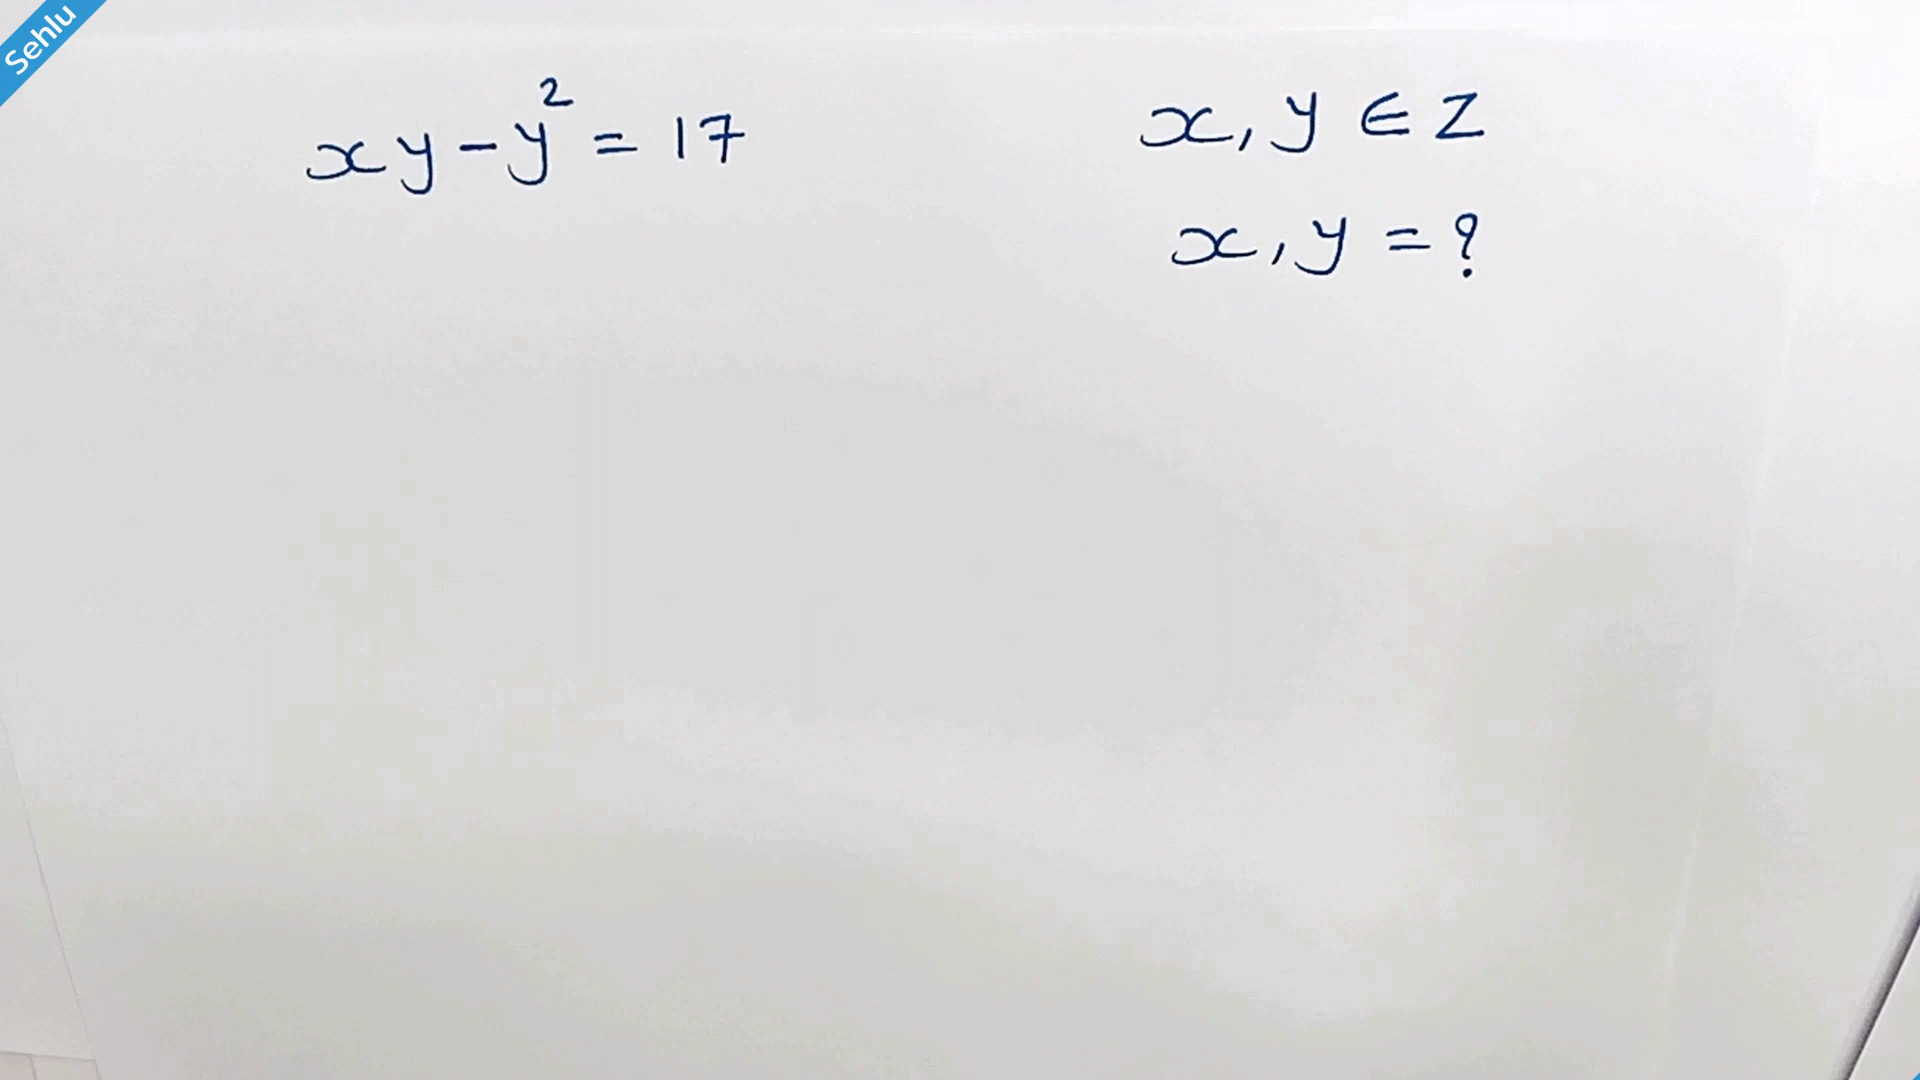 Sehlu
xy - y² = 17
x, y ∈ Z
x, y = ?